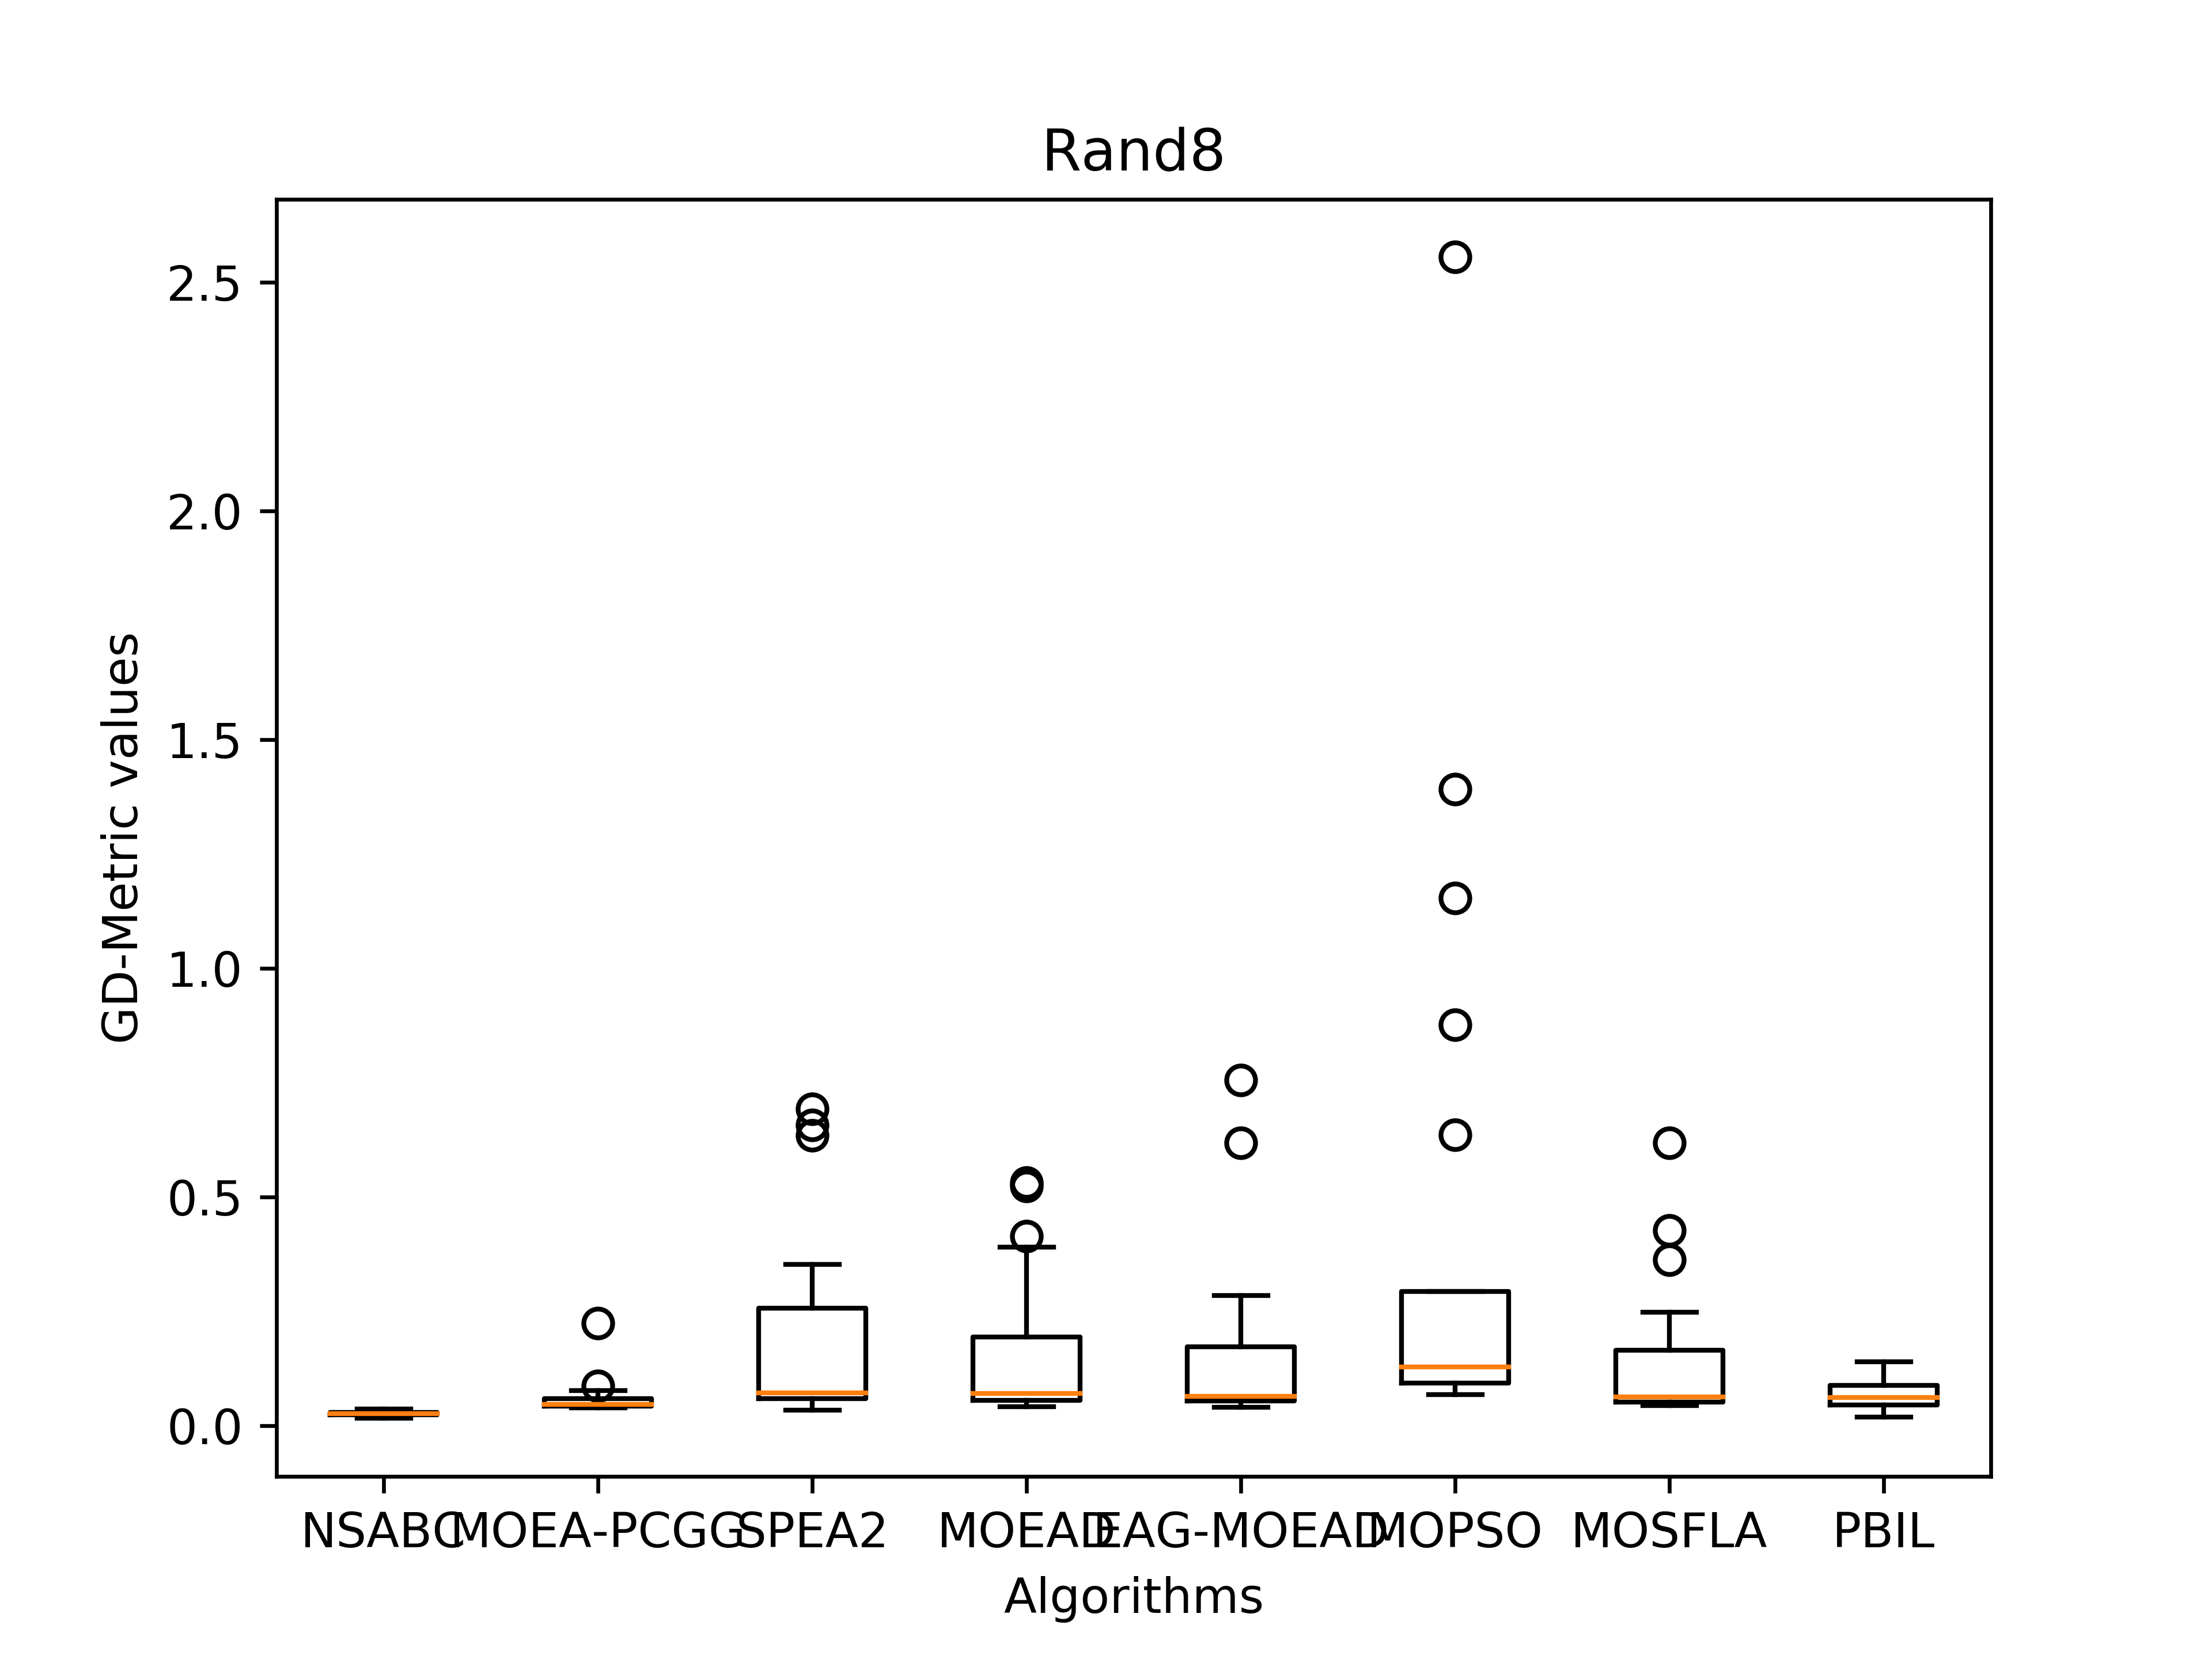 Rand8
GD-Metric values
2.5
2.0
1.5
1.0
0.5
0.0
NSABC MOEA-PCGG SPEA2 MOEAD EAG-MOEAD MOPSO MOSFLA PBIL
Algorithms